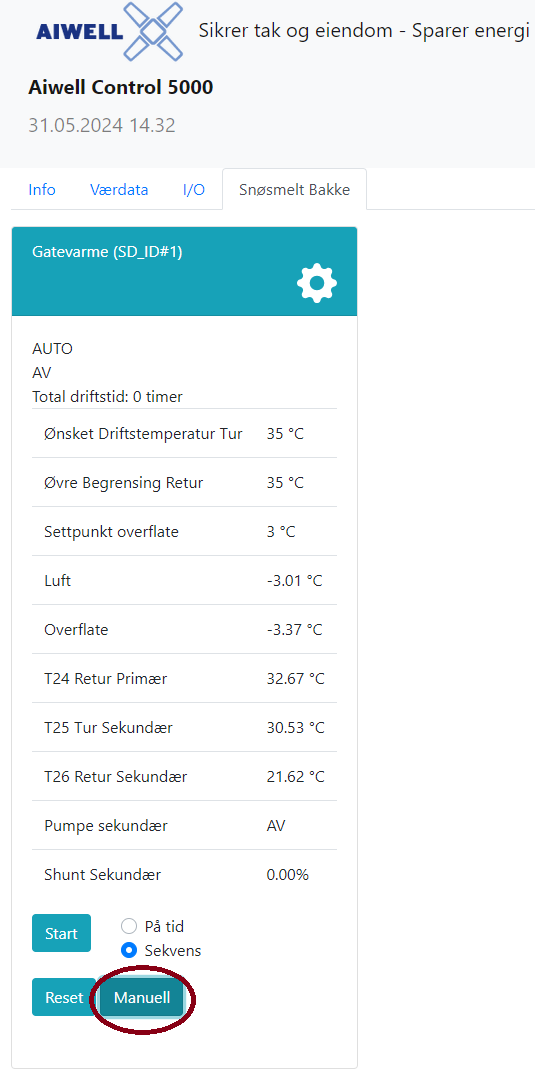 AIWELL
Sikrer tak og eiendom - Sparer energi
Aiwell Control 5000
31.05.2024 14.32
Info Værdata I/O Snøsmelt Bakke
Gatevarme (SD_ID#1)
AUTO
AV
Total driftstid: 0 timer
Ønsket Driftstemperatur Tur 35 °C
Øvre Begrensing Retur 35 °C
Settpunkt overflate 3 °C
Luft -3.01 °C
Overflate -3.37 °C
T24 Retur Primær 32.67 °C
T25 Tur Sekundær 30.53 °C
T26 Retur Sekundær 21.62 °C
Pumpe sekundær AV
Shunt Sekundær 0.00%
Start
På tid
Sekvens
Reset Manuell